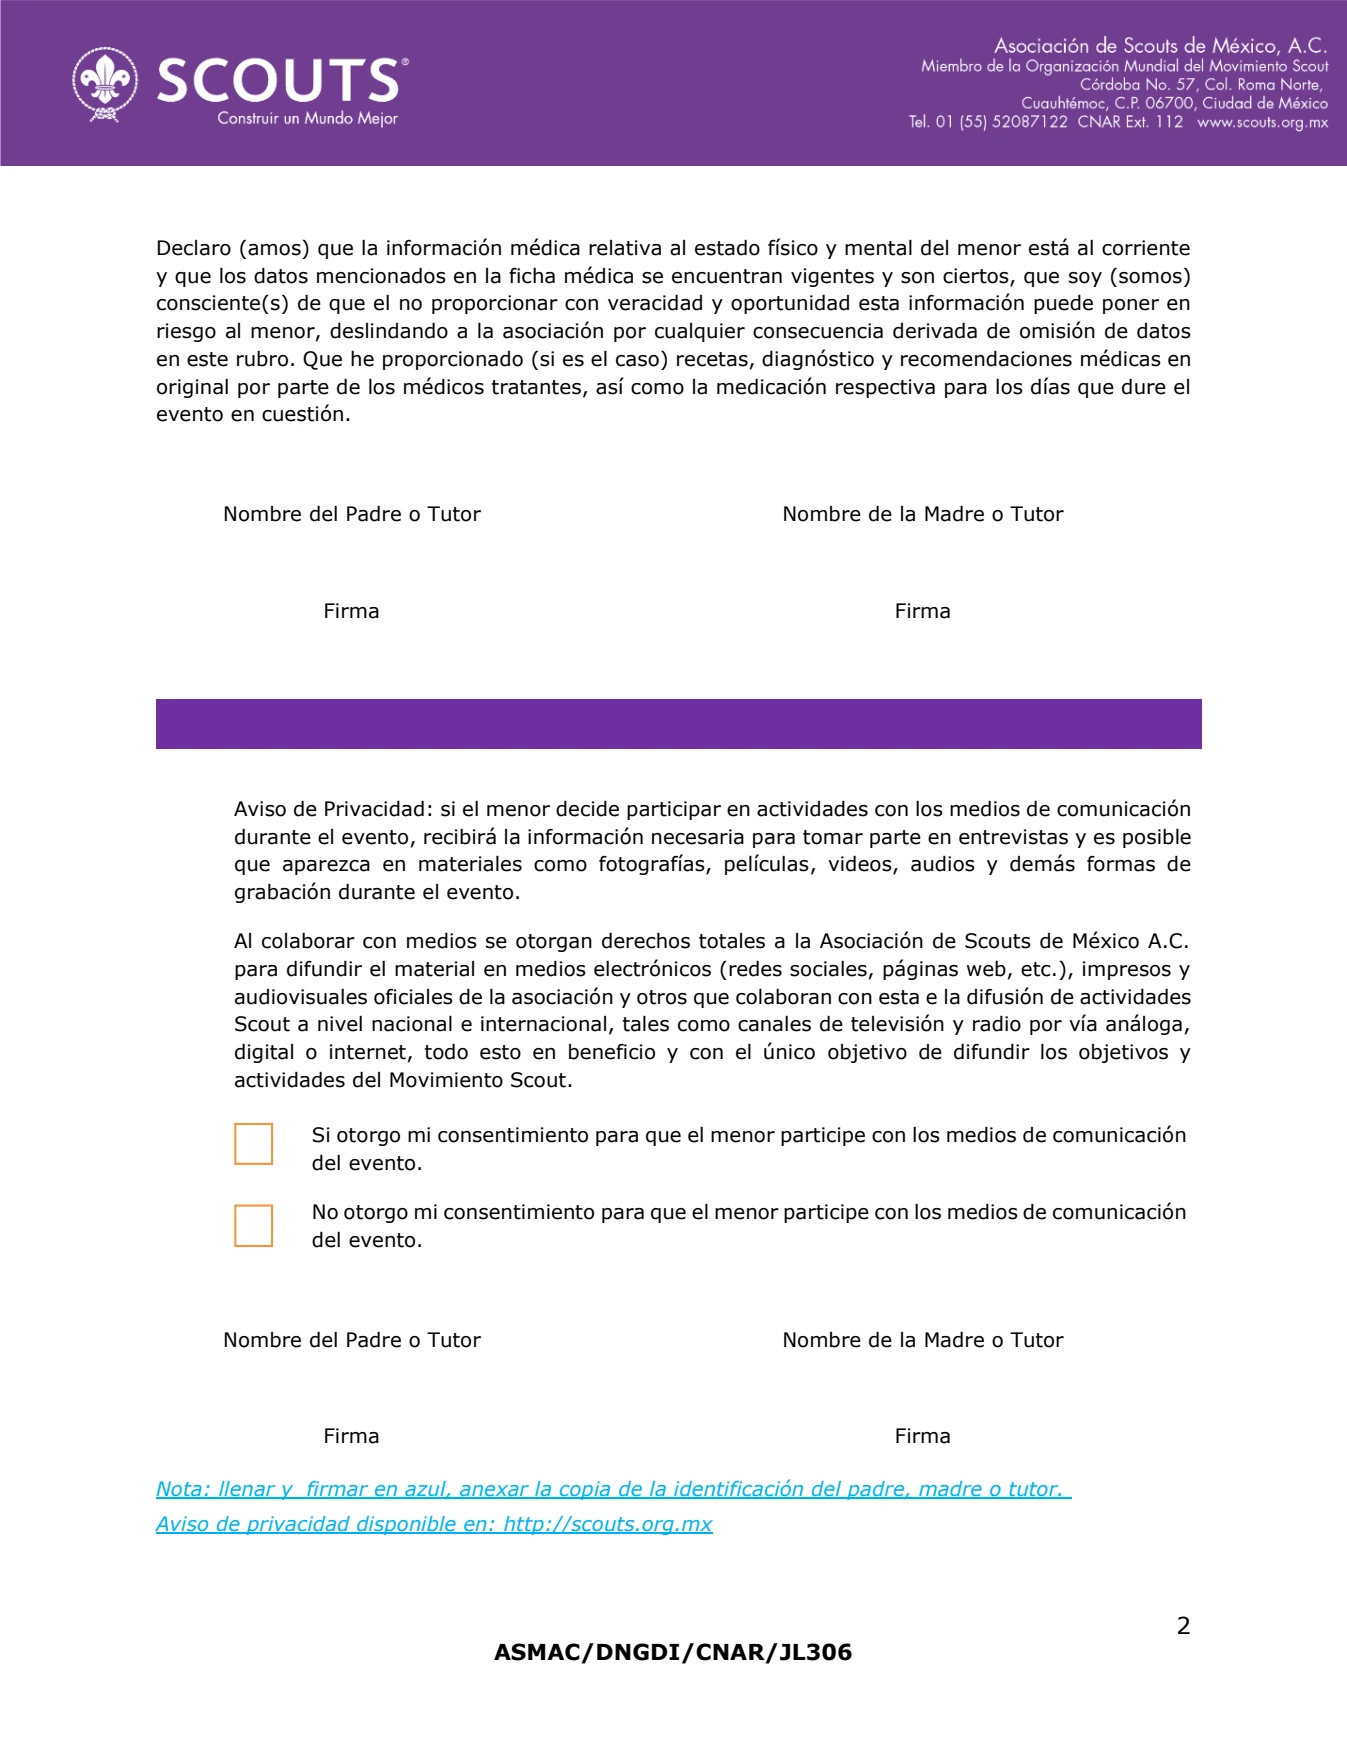 SCOUTS®
Construir un Mundo Mejor
Asociación de Scouts de México, A.C.
Miembro de la Organización Mundial del Movimiento Scout
Córdoba No. 57, Col. Roma Norte,
Cuauhtémoc, C.P. 06700, Ciudad de México
Tel. 01 (55) 52087122 CNAR Ext. 112 www.scouts.org.mx
Declaro (amos) que la información médica relativa al estado físico y mental del menor está al corriente
y que los datos mencionados en la ficha médica se encuentran vigentes y son ciertos, que soy (somos)
consciente(s) de que el no proporcionar con veracidad y oportunidad esta información puede poner en
riesgo al menor, deslindando a la asociación por cualquier consecuencia derivada de omisión de datos
en este rubro. Que he proporcionado (si es el caso) recetas, diagnóstico y recomendaciones médicas en
original por parte de los médicos tratantes, así como la medicación respectiva para los días que dure el
evento en cuestión.
Nombre del Padre o Tutor Nombre de la Madre o Tutor
Firma Firma
Aviso de Privacidad: si el menor decide participar en actividades con los medios de comunicación
durante el evento, recibirá la información necesaria para tomar parte en entrevistas y es posible
que aparezca en materiales como fotografías, películas, videos, audios y demás formas de
grabación durante el evento.
Al colaborar con medios se otorgan derechos totales a la Asociación de Scouts de México A.C.
para difundir el material en medios electrónicos (redes sociales, páginas web, etc.), impresos y
audiovisuales oficiales de la asociación y otros que colaboran con esta e la difusión de actividades
Scout a nivel nacional e internacional, tales como canales de televisión y radio por vía análoga,
digital o internet, todo esto en beneficio y con el único objetivo de difundir los objetivos y
actividades del Movimiento Scout.
Si otorgo mi consentimiento para que el menor participe con los medios de comunicación
del evento.
No otorgo mi consentimiento para que el menor participe con los medios de comunicación
del evento.
Nombre del Padre o Tutor Nombre de la Madre o Tutor
Firma Firma
Nota: llenar y firmar en azul, anexar la copia de la identificación del padre, madre o tutor.
Aviso de privacidad disponible en: http://scouts.org.mx
2
ASMAC/DNGDI/CNAR/JL306